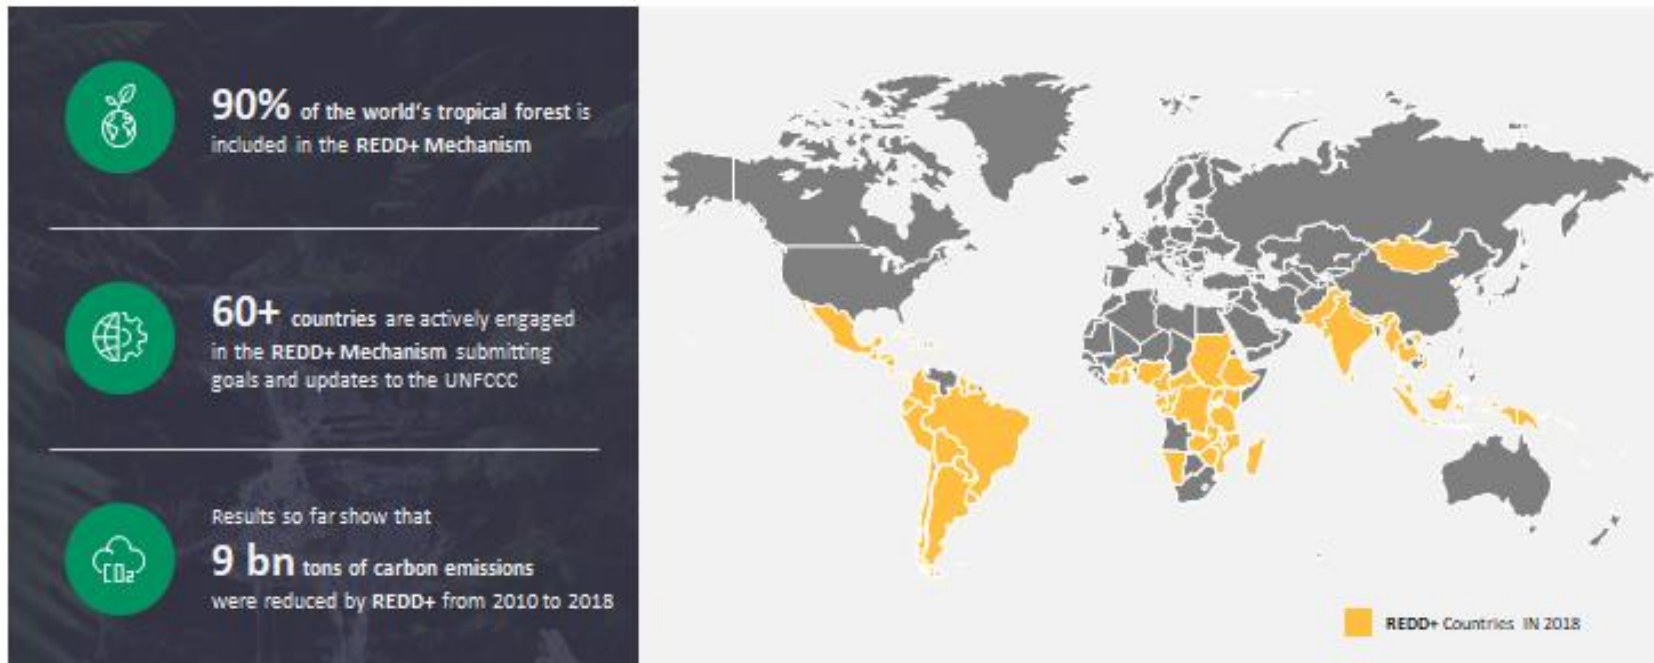 90% of the world's tropical forest is
included in the REDD+ Mechanism
60+ countries are actively engaged
in the REDD+ Mechanism submitting
goals and updates to the UNFCCC
CO₂
Results so far show that
9 bn tons of carbon emissions
were reduced by REDD+ from 2010 to 2018
REDD+ Countries IN 2018